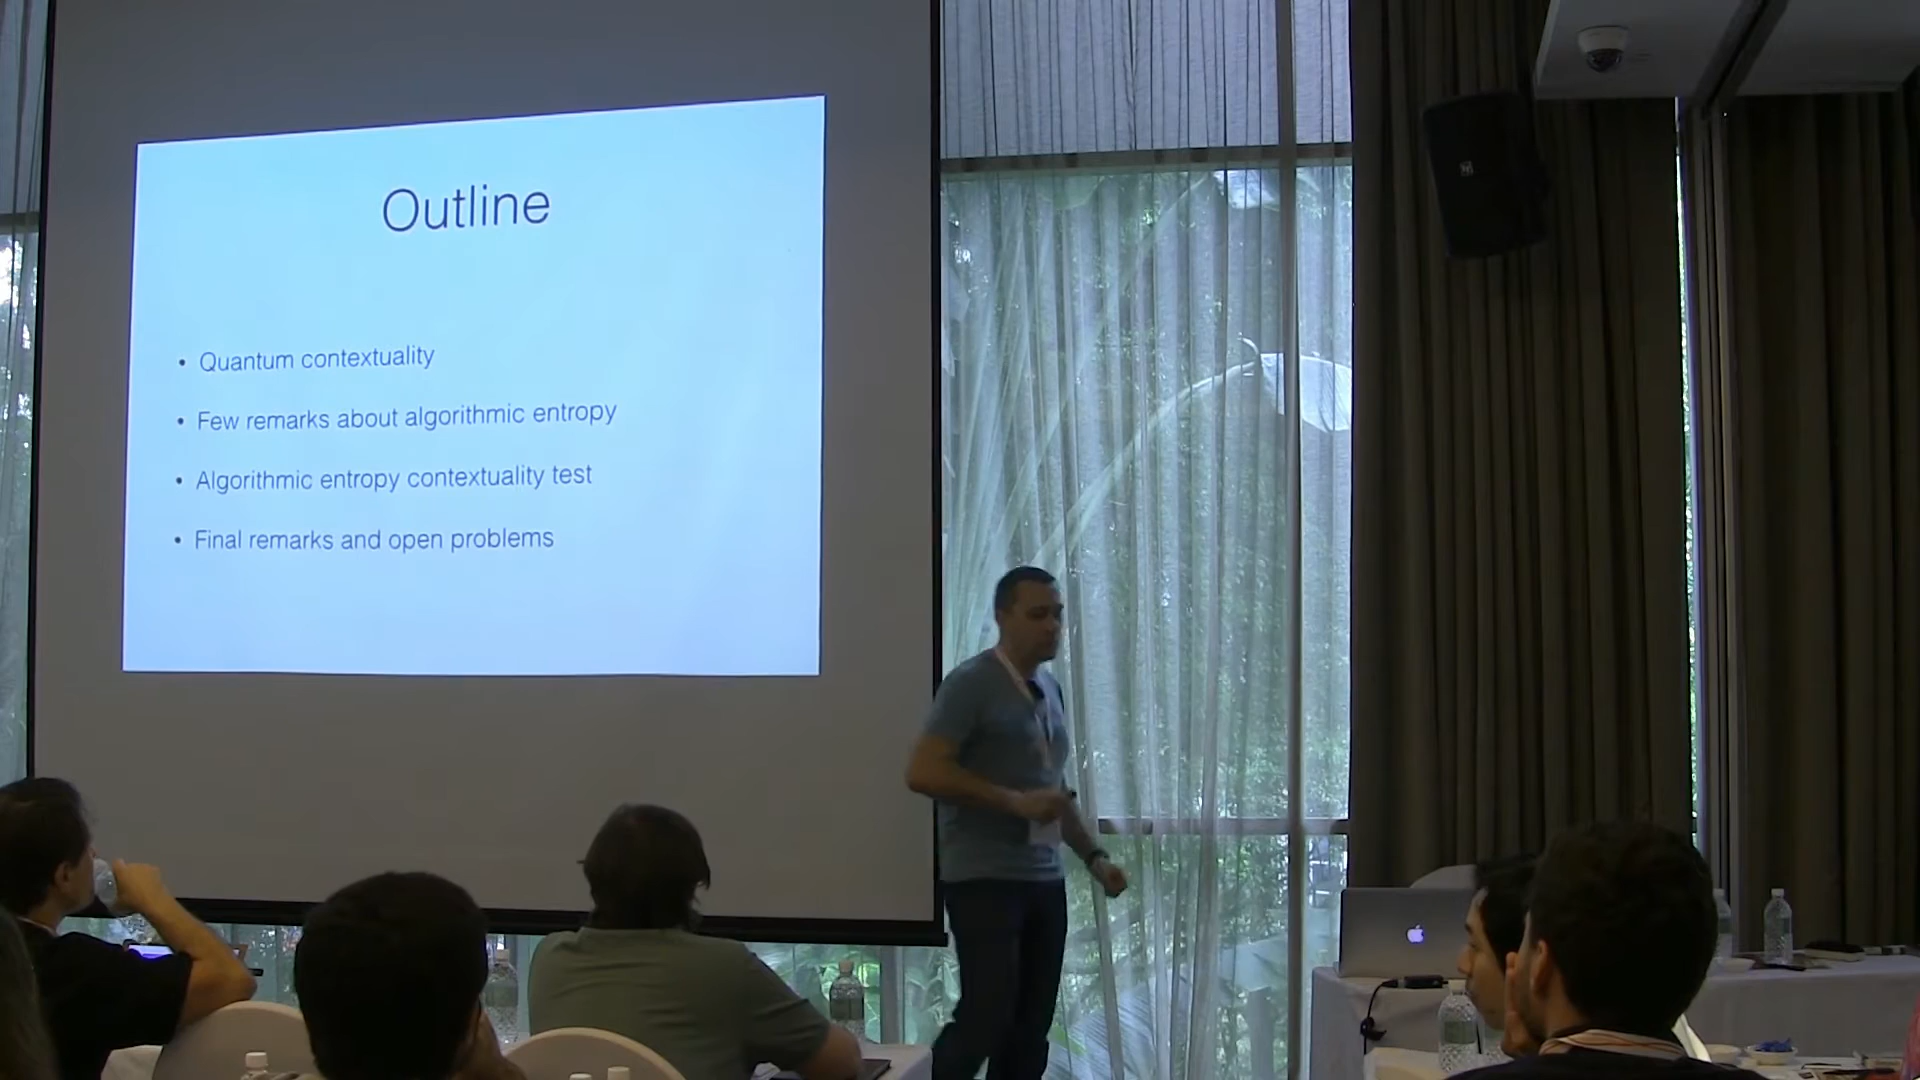 Outline
• Quantum contextuality
• Few remarks about algorithmic entropy
• Algorithmic entropy contextuality test
• Final remarks and open problems